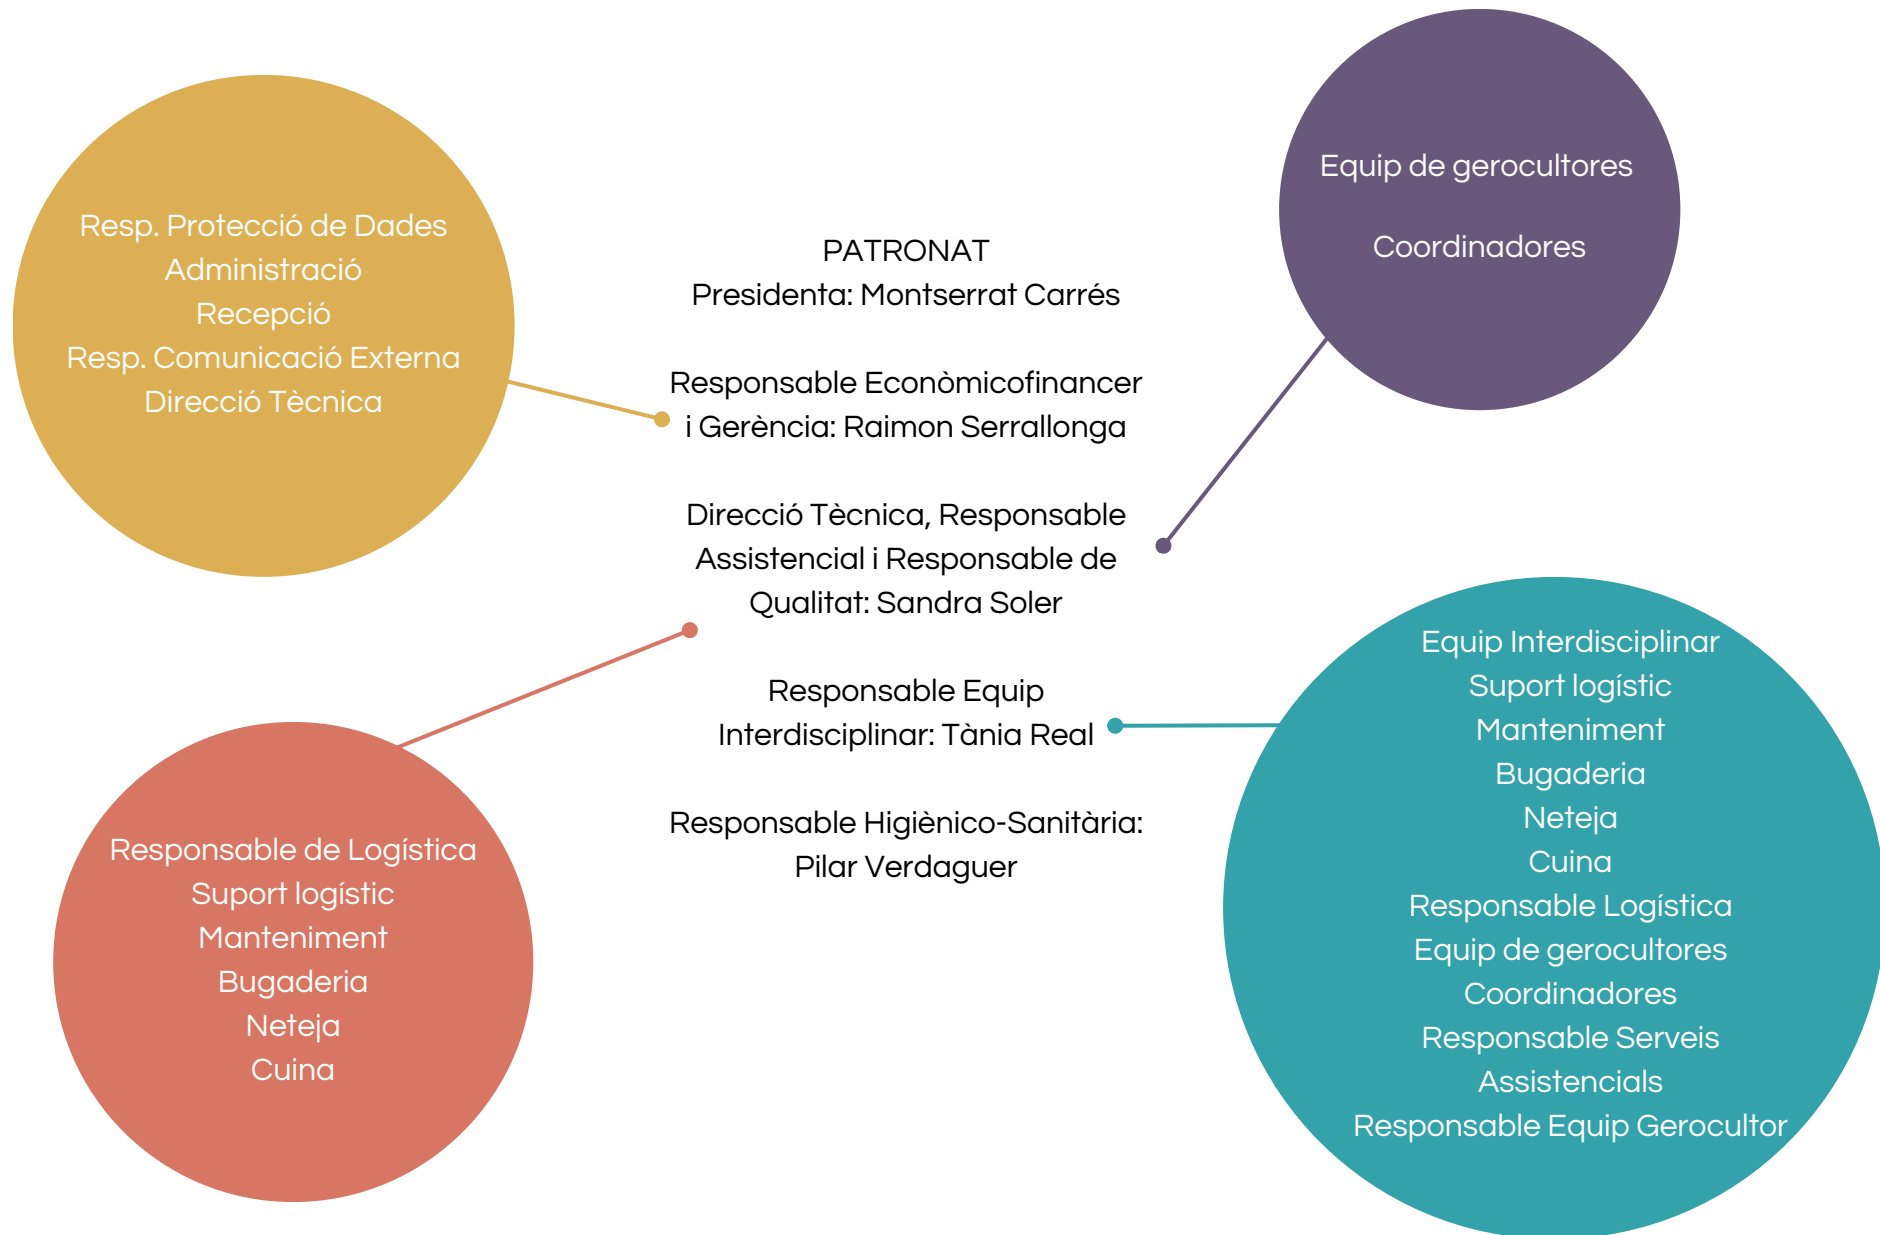 Resp. Protecció de Dades
Administració
Recepció
Resp. Comunicació Externa
Direcció Tècnica
PATRONAT
Presidenta: Montserrat Carrés
Responsable Econòmicofinancer
i Gerència: Raimon Serrallonga
Direcció Tècnica, Responsable
Assistencial i Responsable de
Qualitat: Sandra Soler
Responsable Equip
Interdisciplinar: Tània Real
Responsable Higiènico-Sanitària:
Pilar Verdaguer
Equip de gerocultores
Coordinadores
Responsable de Logística
Suport logístic
Manteniment
Bugaderia
Neteja
Cuina
Equip Interdisciplinar
Suport logístic
Manteniment
Bugaderia
Neteja
Cuina
Responsable Logística
Equip de gerocultores
Coordinadores
Responsable Serveis
Assistencials
Responsable Equip Gerocultor